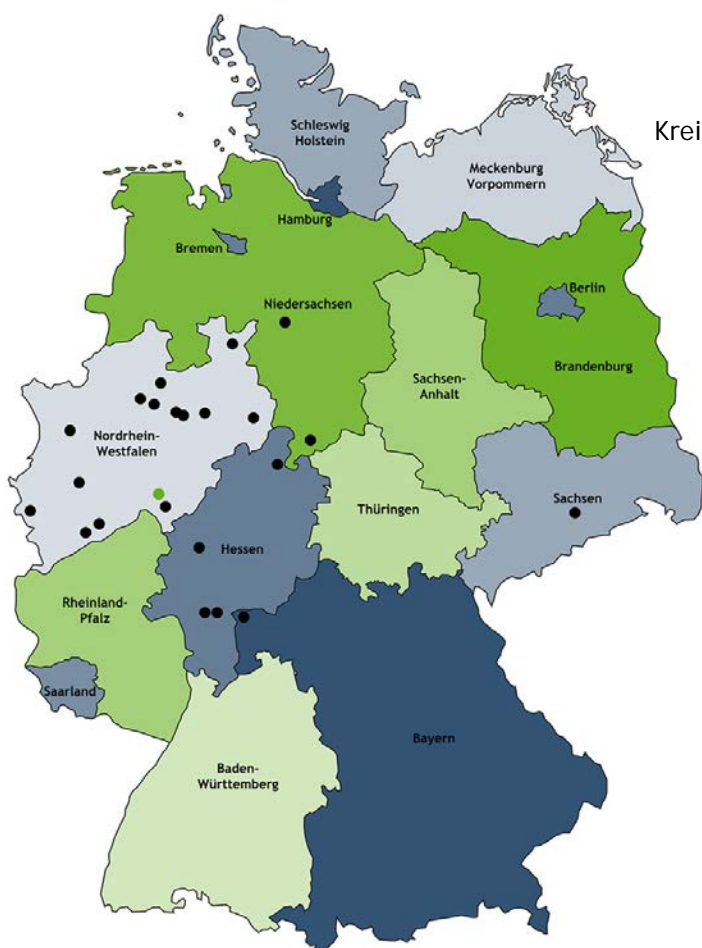 Schleswig
Holstein
Krei
Meckenburg
Vorpommern
Hamburg
Bremen
Berlin
Niedersachsen
Brandenburg
Sachsen-
Anhalt
Nordrhein-
Westfalen
Sachsen
Thüringen
Hessen
Rheinland-
Pfalz
Saarland
Bayern
Baden-
Württemberg